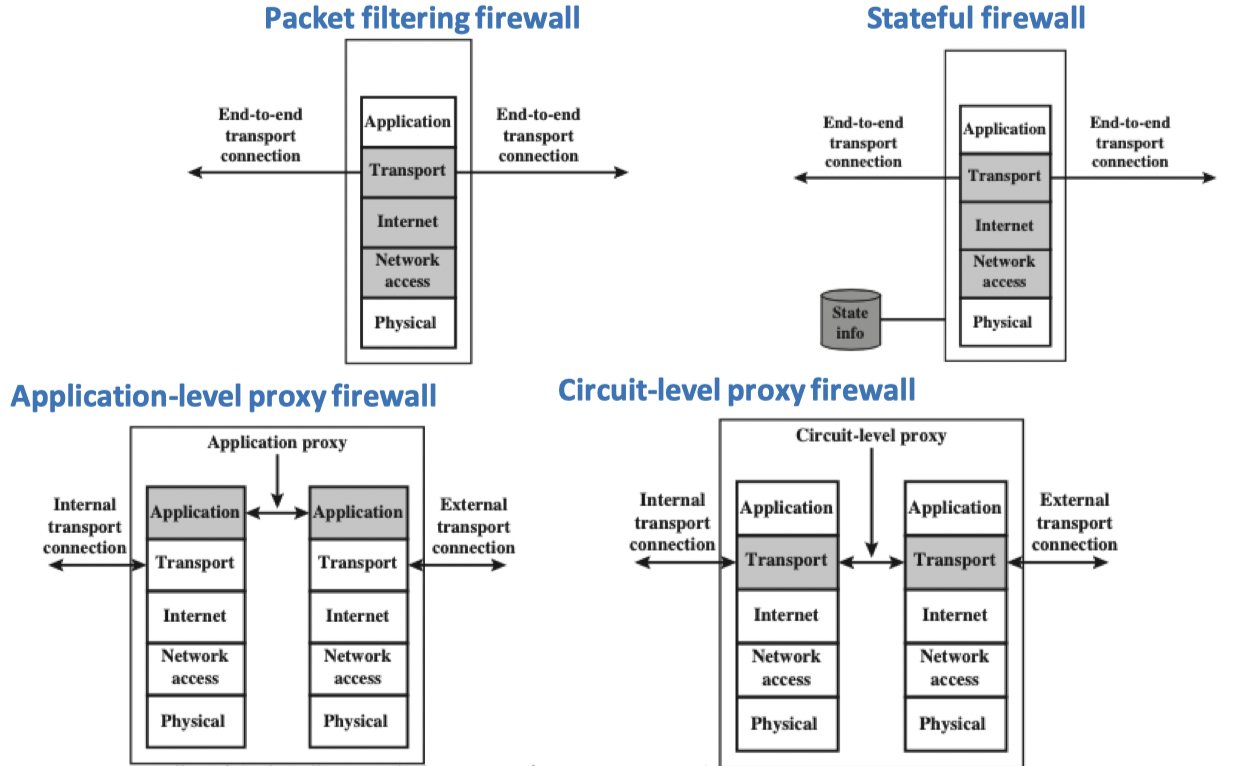 Packet filtering firewall
Stateful firewall
End-to-end
transport
connection
Application
Transport
Internet
Network
access
Physical
End-to-end
transport
connection
End-to-end
transport
connection
Application
Transport
Internet
Network
access
Physical
End-to-end
transport
connection
State
info
Application-level proxy firewall
Circuit-level proxy firewall
Application proxy
Internal
transport
connection
Application
Transport
Internet
Network
access
Physical
Application
Transport
Internet
Network
access
Physical
External
transport
connection
Circuit-level proxy
Internal
transport
connection
Application
Transport
Internet
Network
access
Physical
Application
Transport
Internet
Network
access
Physical
External
transport
connection